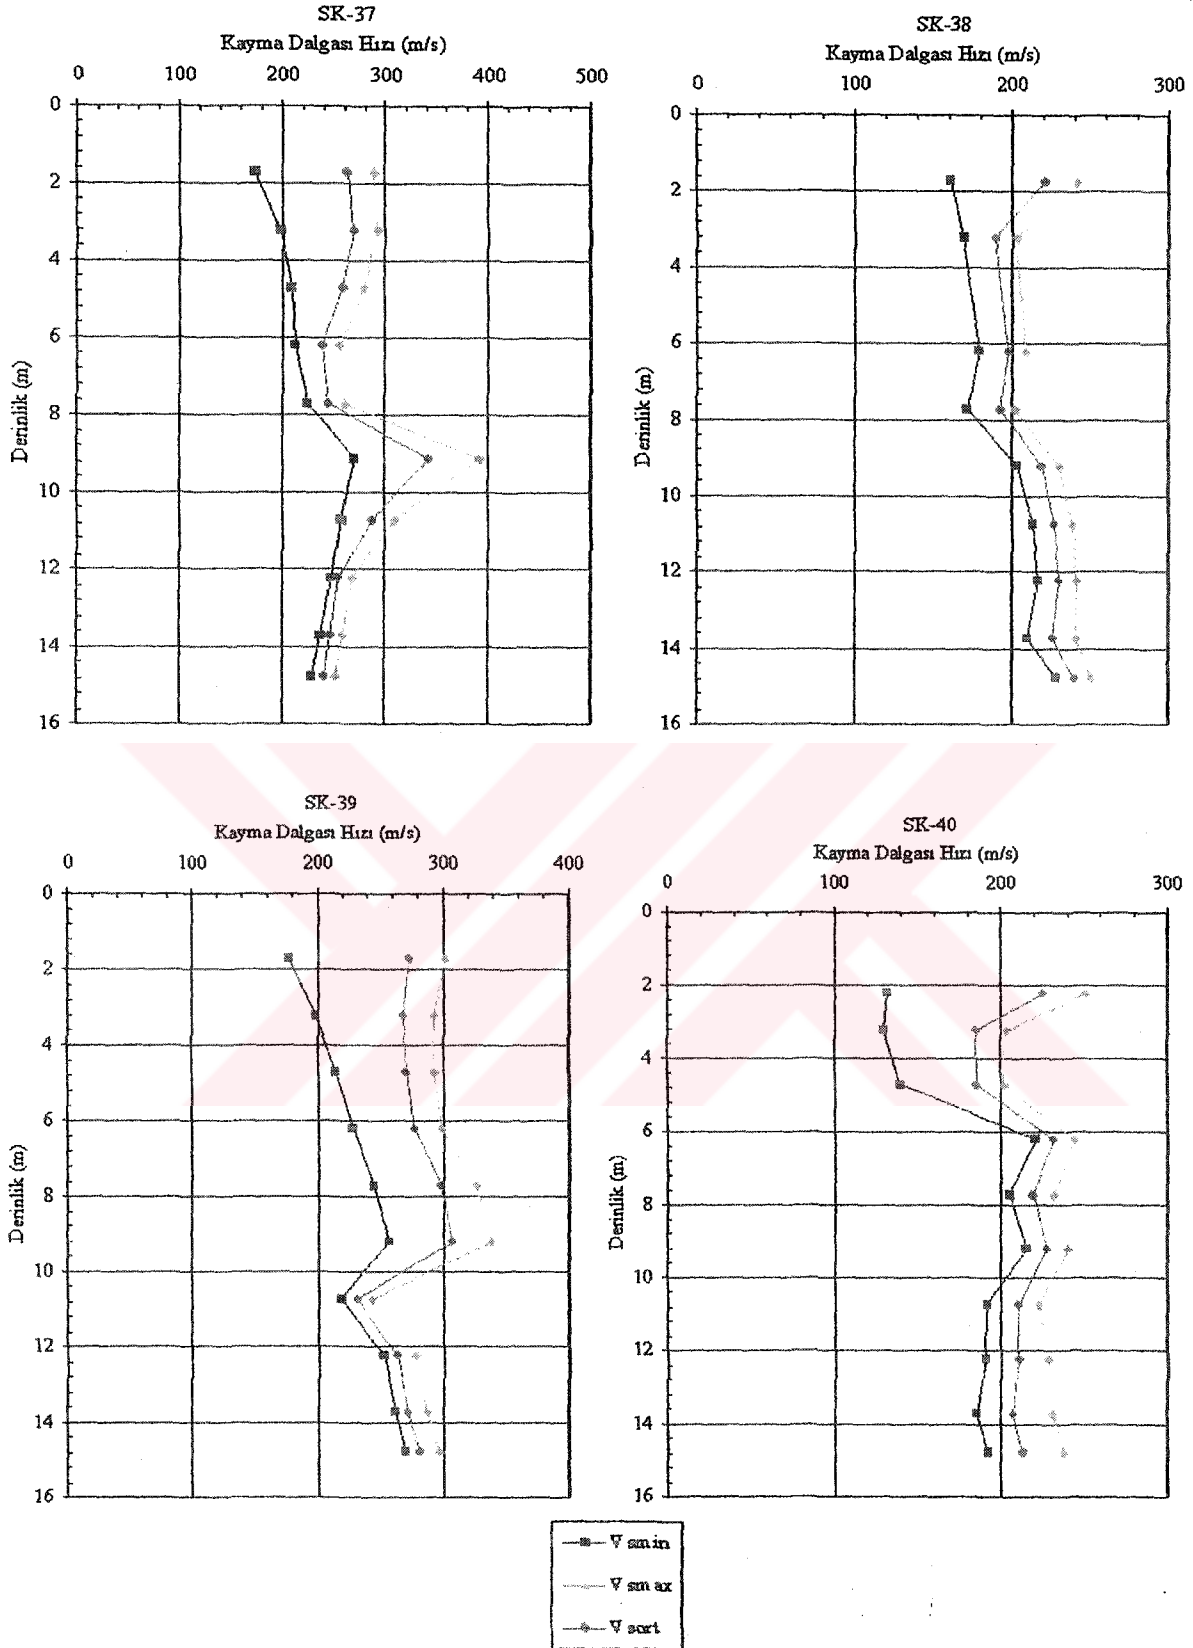 SK-37
Kayma Dalgası Hızı (m/s)
0 100 200 300 400 500
0
2
4
6
8
10
12
14
16
Derinlik (m)
SK-38
Kayma Dalgası Hızı (m/s)
0 100 200 300
0
2
4
6
8
10
12
14
16
Derinlik (m)
SK-39
Kayma Dalgası Hızı (m/s)
0 100 200 300 400
0
2
4
6
8
10
12
14
16
Derinlik (m)
SK-40
Kayma Dalgası Hızı (m/s)
0 100 200 300
0
2
4
6
8
10
12
14
16
Derinlik (m)
V smin
V smax
V sort